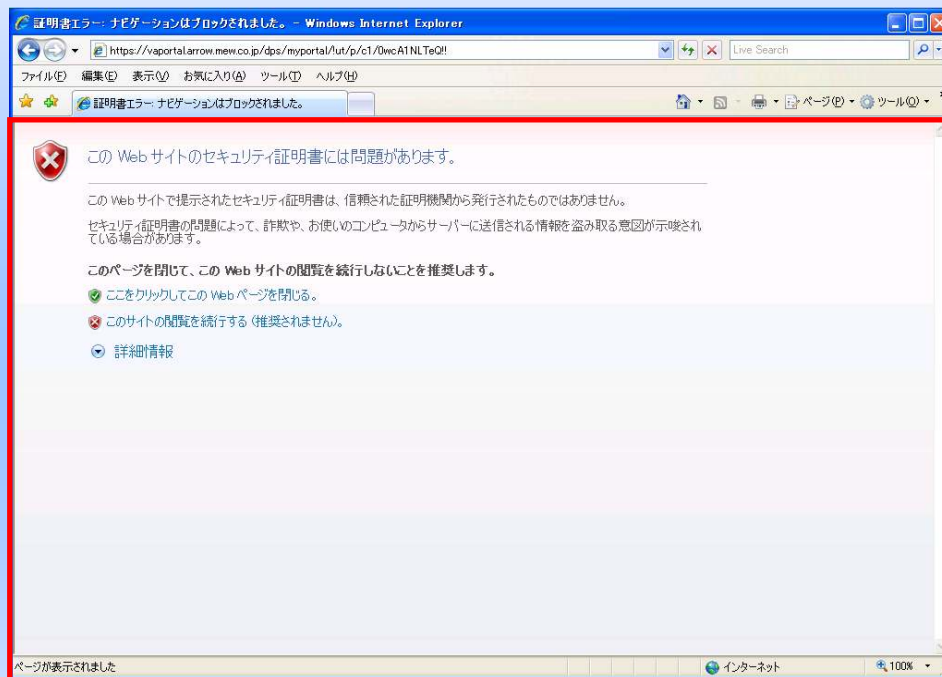 証明書エラー: ナビゲーションはブロックされました。 - Windows Internet Explorer
https://vaportal.arrow.mew.co.jp/dps/myportal/!ut/p/c1/0wcA1NLTeQ!!
Live Search
ファイル(F) 編集(E) 表示(V) お気に入り(A) ツール(T) ヘルプ(H)
証明書エラー: ナビゲーションはブロックされました。
ページ(P) ツール(O)
この Web サイトのセキュリティ証明書には問題があります。
この Web サイトで提示されたセキュリティ証明書は、信頼された証明機関から発行されたものではありません。
セキュリティ証明書の問題によって、詐欺や、お使いのコンピュータからサーバーに送信される情報を盗み取る意図が示唆され
ている場合があります。
このページを閉じて、この Web サイトの閲覧を続行しないことを推奨します。
ここをクリックしてこの Web ページを閉じる。
このサイトの閲覧を続行する (推奨されません)。
詳細情報
ページが表示されました
インターネット
100%